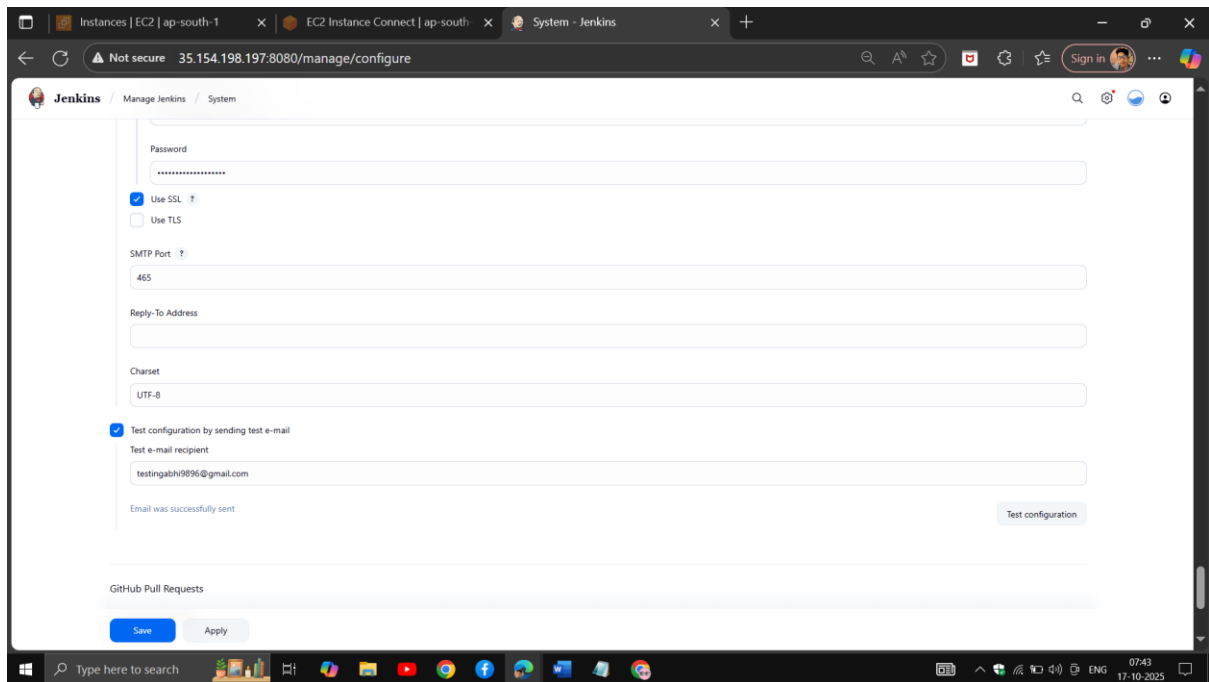 Instances | EC2 | ap-south-1
EC2 Instance Connect | ap-south-
System - Jenkins
Not secure 35.154.198.197:8080/manage/configure
Sign in
Jenkins / Manage Jenkins / System
Password
Use SSL ?
Use TLS
SMTP Port ?
465
Reply-To Address
Charset
UTF-8
Test configuration by sending test e-mail
Test e-mail recipient
testingabhi9896@gmail.com
Email was successfully sent
Test configuration
GitHub Pull Requests
Save Apply
Type here to search
ENG
07:43
17-10-2025